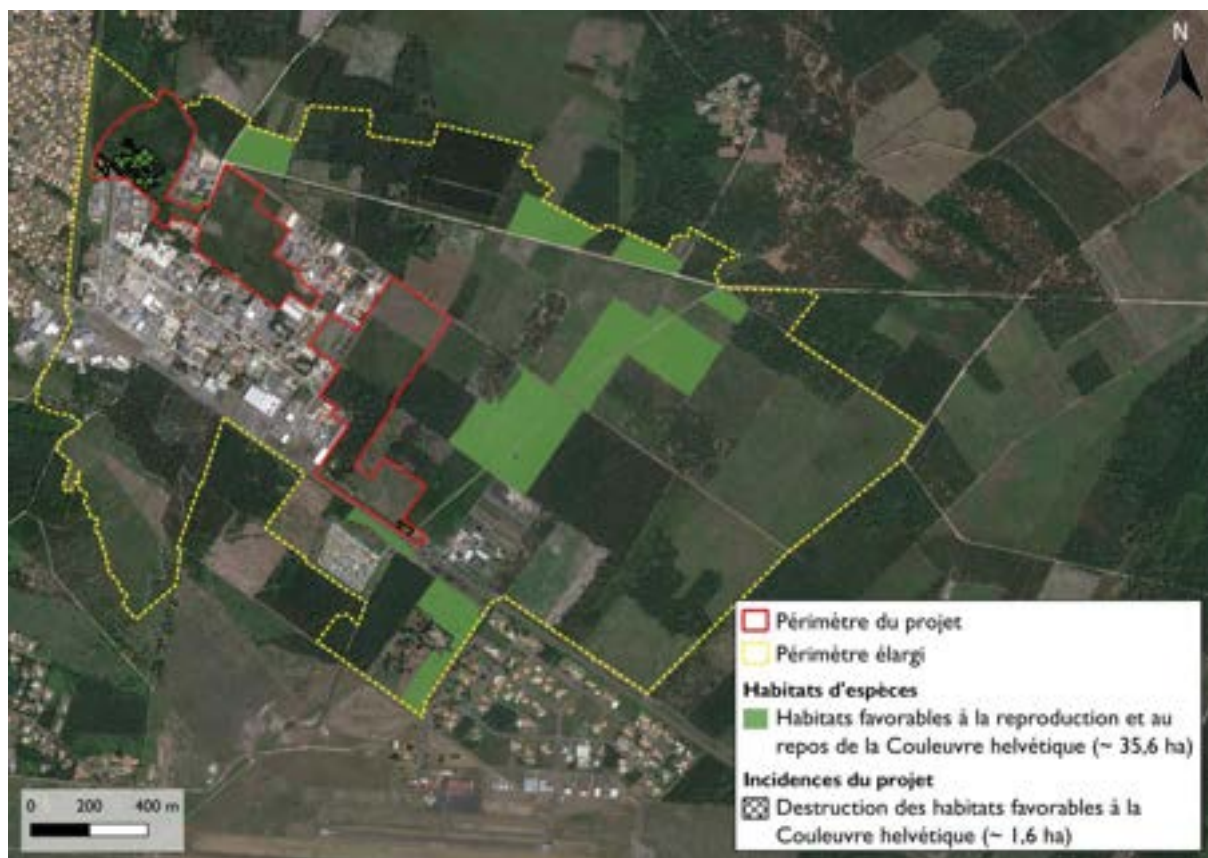 N
Périmètre du projet
Périmètre élargi
Habitats d'espèces
Habitats favorables à la reproduction et au
repos de la Couleuvre helvétique (~ 35,6 ha)
Incidences du projet
Destruction des habitats favorables à la
Couleuvre helvétique (~ 1,6 ha)
0 200 400 m